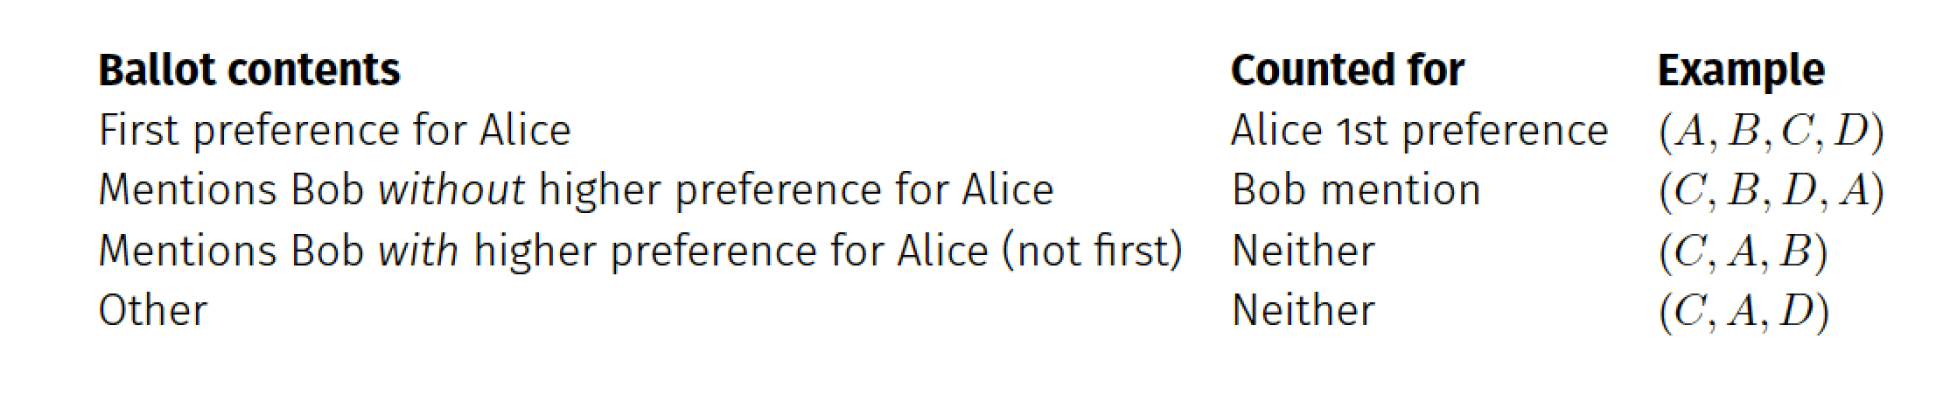 Ballot contents Counted for Example
First preference for Alice Alice 1st preference (A, B, C, D)
Mentions Bob without higher preference for Alice Bob mention (C, B, D, A)
Mentions Bob with higher preference for Alice (not first) Neither (C, A, B)
Other Neither (C, A, D)